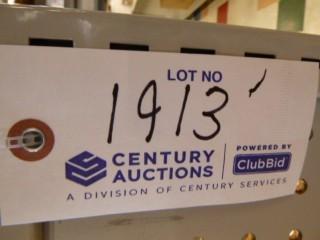 LOT NO
1913
CENTURY AUCTIONS
POWERED BY
ClubBid
A DIVISION OF CENTURY SERVICES